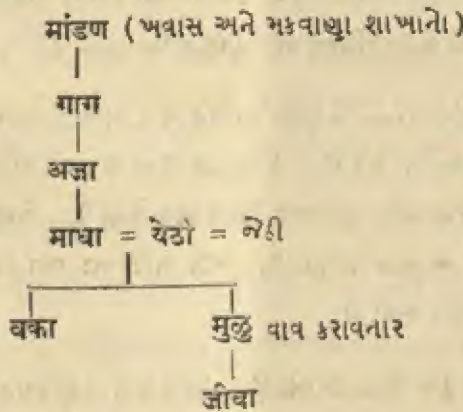 मांडण (ખવાસ અને મકવાણા શાખાનો)
गाग
अजा
माधा = येठो = જેઠી
वका मुळु વાવ કરાવનાર
जीवा